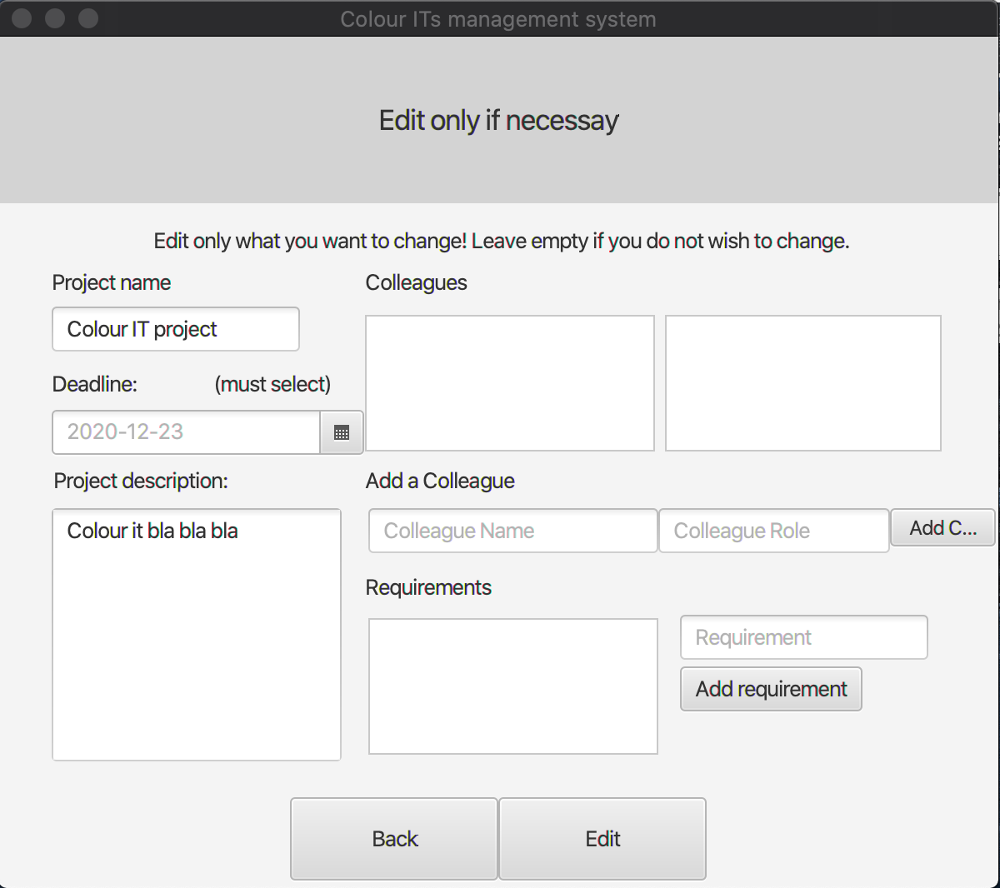 Colour ITs management system
Edit only if necessay
Edit only what you want to change! Leave empty if you do not wish to change.
Project name
Colleagues
Colour IT project
Deadline:
(must select)
2020-12-23
Project description:
Add a Colleague
Colour it bla bla bla
Colleague Name
Colleague Role
Add C...
Requirements
Requirement
Add requirement
Back
Edit